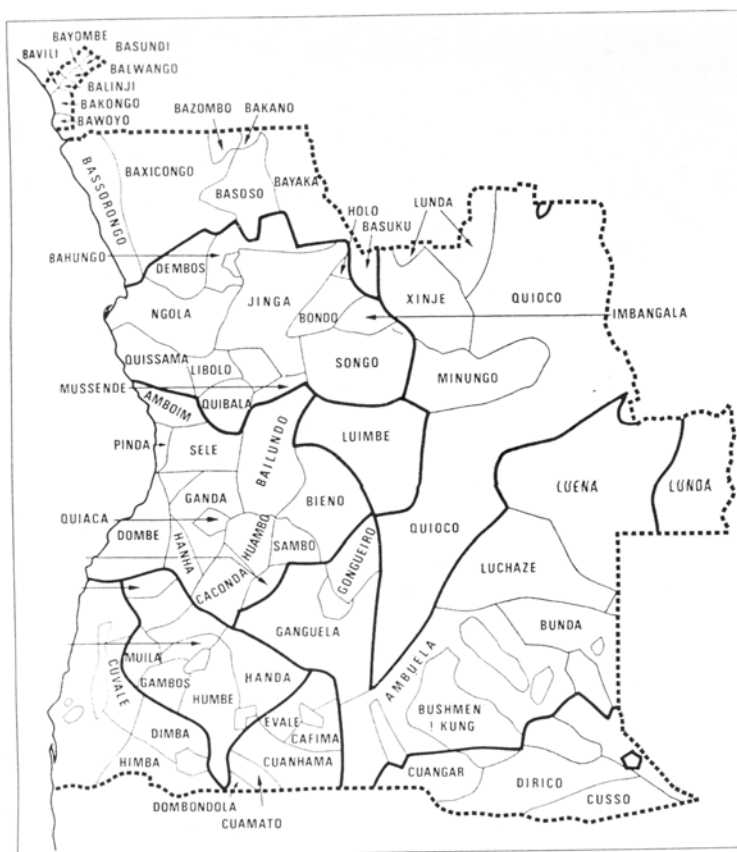 BAYOMBE
BASUNDI
BAVILI
BALWANGO
BALINJI
BAKONGO
BAWOYO
BAZOMBO
BAKANO
BASSORONGO
BAXICONGO
BASOSO
BAYAKA
HOLO
BASUKU
LUNDA
BAHUNGO
DEMBOS
NGOLA
JINGA
BONDO
XINJE
QUIOCO
IMBANGALA
QUISSAMA
LIBOLO
SONGO
MINUNGO
MUSSENDE
QUIBALA
AMBOIM
PINDA
SELE
BAILUNDO
LUIMBE
LUENA
LUNDA
GANDA
BIENO
QUIACA
QUIOCO
DOMBE
HANHA
HUAMBO
SAMBO
GONGUEIRO
LUCHAZE
CACONDA
GANGUELA
BUNDA
MUILA
CUVALE
GAMBOS
HANDA
AMBUELA
HUMBE
BUSHMEN
! KUNG
EVALE
CAFIMA
DIMBA
HIMBA
CUANHAMA
CUANGAR
DIRICO
CUSSO
DOMBONDOLA
CUAMATO